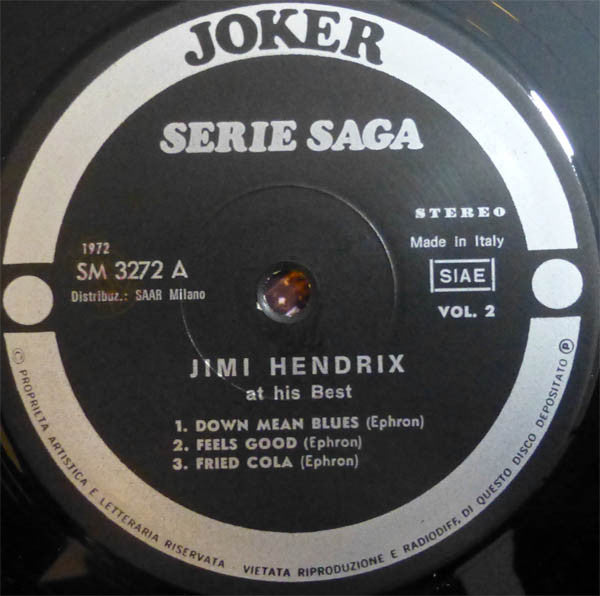 JOKER
SERIE SAGA
STEREO
1972
Made in Italy
SM 3272 A
SIAE
Distribuz.: SAAR Milano
VOL. 2
JIMI HENDRIX
at his Best
1. DOWN MEAN BLUES (Ephron)
2. FEELS GOOD (Ephron)
3. FRIED COLA (Ephron)
© PROPRIETA ARTISTICA E LETTERARIA RISERVATA - VIETATA RIPRODUZIONE E RADIODIFF. DI QUESTO DISCO DEPOSITATO ℗